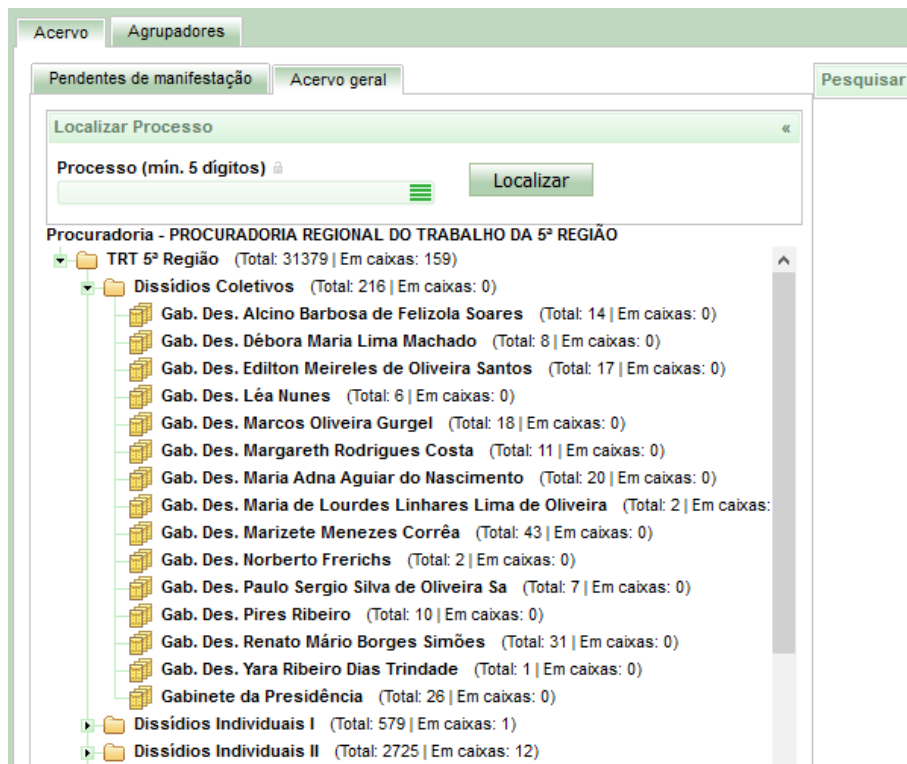 Acervo Agrupadores
Pendentes de manifestação Acervo geral
Pesquisar
Localizar Processo «
Processo (mín. 5 dígitos)
Localizar
Procuradoria - PROCURADORIA REGIONAL DO TRABALHO DA 5ª REGIÃO
TRT 5ª Região (Total: 31379 | Em caixas: 159)
Dissídios Coletivos (Total: 216 | Em caixas: 0)
Gab. Des. Alcino Barbosa de Felizola Soares (Total: 14 | Em caixas: 0)
Gab. Des. Débora Maria Lima Machado (Total: 8 | Em caixas: 0)
Gab. Des. Edilton Meireles de Oliveira Santos (Total: 17 | Em caixas: 0)
Gab. Des. Léa Nunes (Total: 6 | Em caixas: 0)
Gab. Des. Marcos Oliveira Gurgel (Total: 18 | Em caixas: 0)
Gab. Des. Margareth Rodrigues Costa (Total: 11 | Em caixas: 0)
Gab. Des. Maria Adna Aguiar do Nascimento (Total: 20 | Em caixas: 0)
Gab. Des. Maria de Lourdes Linhares Lima de Oliveira (Total: 2 | Em caixas:
Gab. Des. Marizete Menezes Corrêa (Total: 43 | Em caixas: 0)
Gab. Des. Norberto Frerichs (Total: 2 | Em caixas: 0)
Gab. Des. Paulo Sergio Silva de Oliveira Sa (Total: 7 | Em caixas: 0)
Gab. Des. Pires Ribeiro (Total: 10 | Em caixas: 0)
Gab. Des. Renato Mário Borges Simões (Total: 31 | Em caixas: 0)
Gab. Des. Yara Ribeiro Dias Trindade (Total: 1 | Em caixas: 0)
Gabinete da Presidência (Total: 26 | Em caixas: 0)
Dissídios Individuais I (Total: 579 | Em caixas: 1)
Dissídios Individuais II (Total: 2725 | Em caixas: 12)